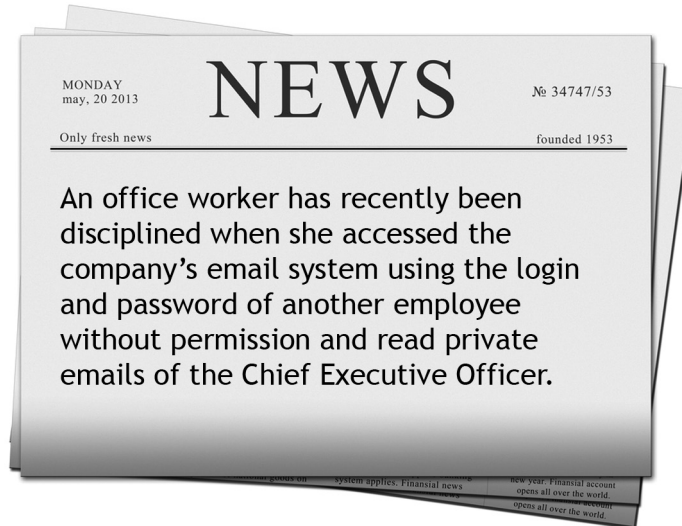 MONDAY
may, 20 2013
NEWS
№ 34747/53
Only fresh news
founded 1953
An office worker has recently been
disciplined when she accessed the
company’s email system using the login
and password of another employee
without permission and read private
emails of the Chief Executive Officer.
goods on
system applies. Finansial news
new year. Finansial account
opens all over the world.
opens all over the world.